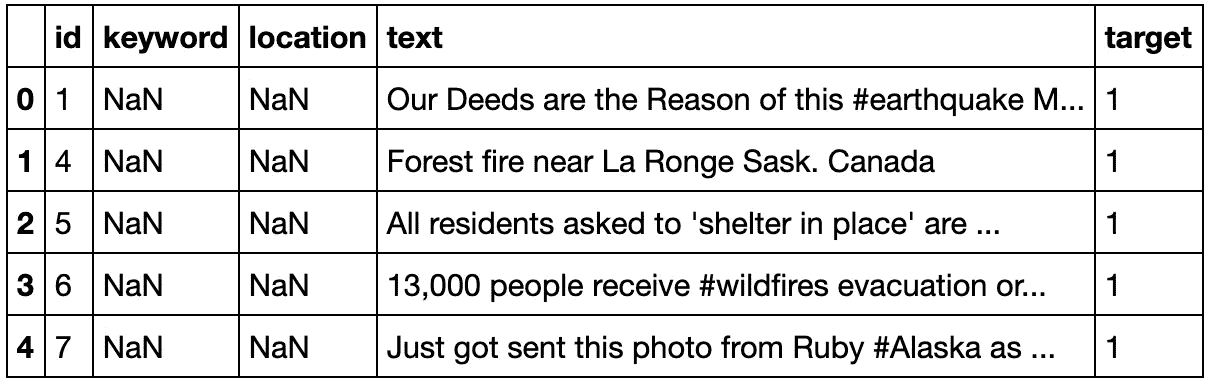 id keyword location text target
0 1 NaN NaN Our Deeds are the Reason of this #earthquake M... 1
1 4 NaN NaN Forest fire near La Ronge Sask. Canada 1
2 5 NaN NaN All residents asked to 'shelter in place' are ... 1
3 6 NaN NaN 13,000 people receive #wildfires evacuation or... 1
4 7 NaN NaN Just got sent this photo from Ruby #Alaska as ... 1